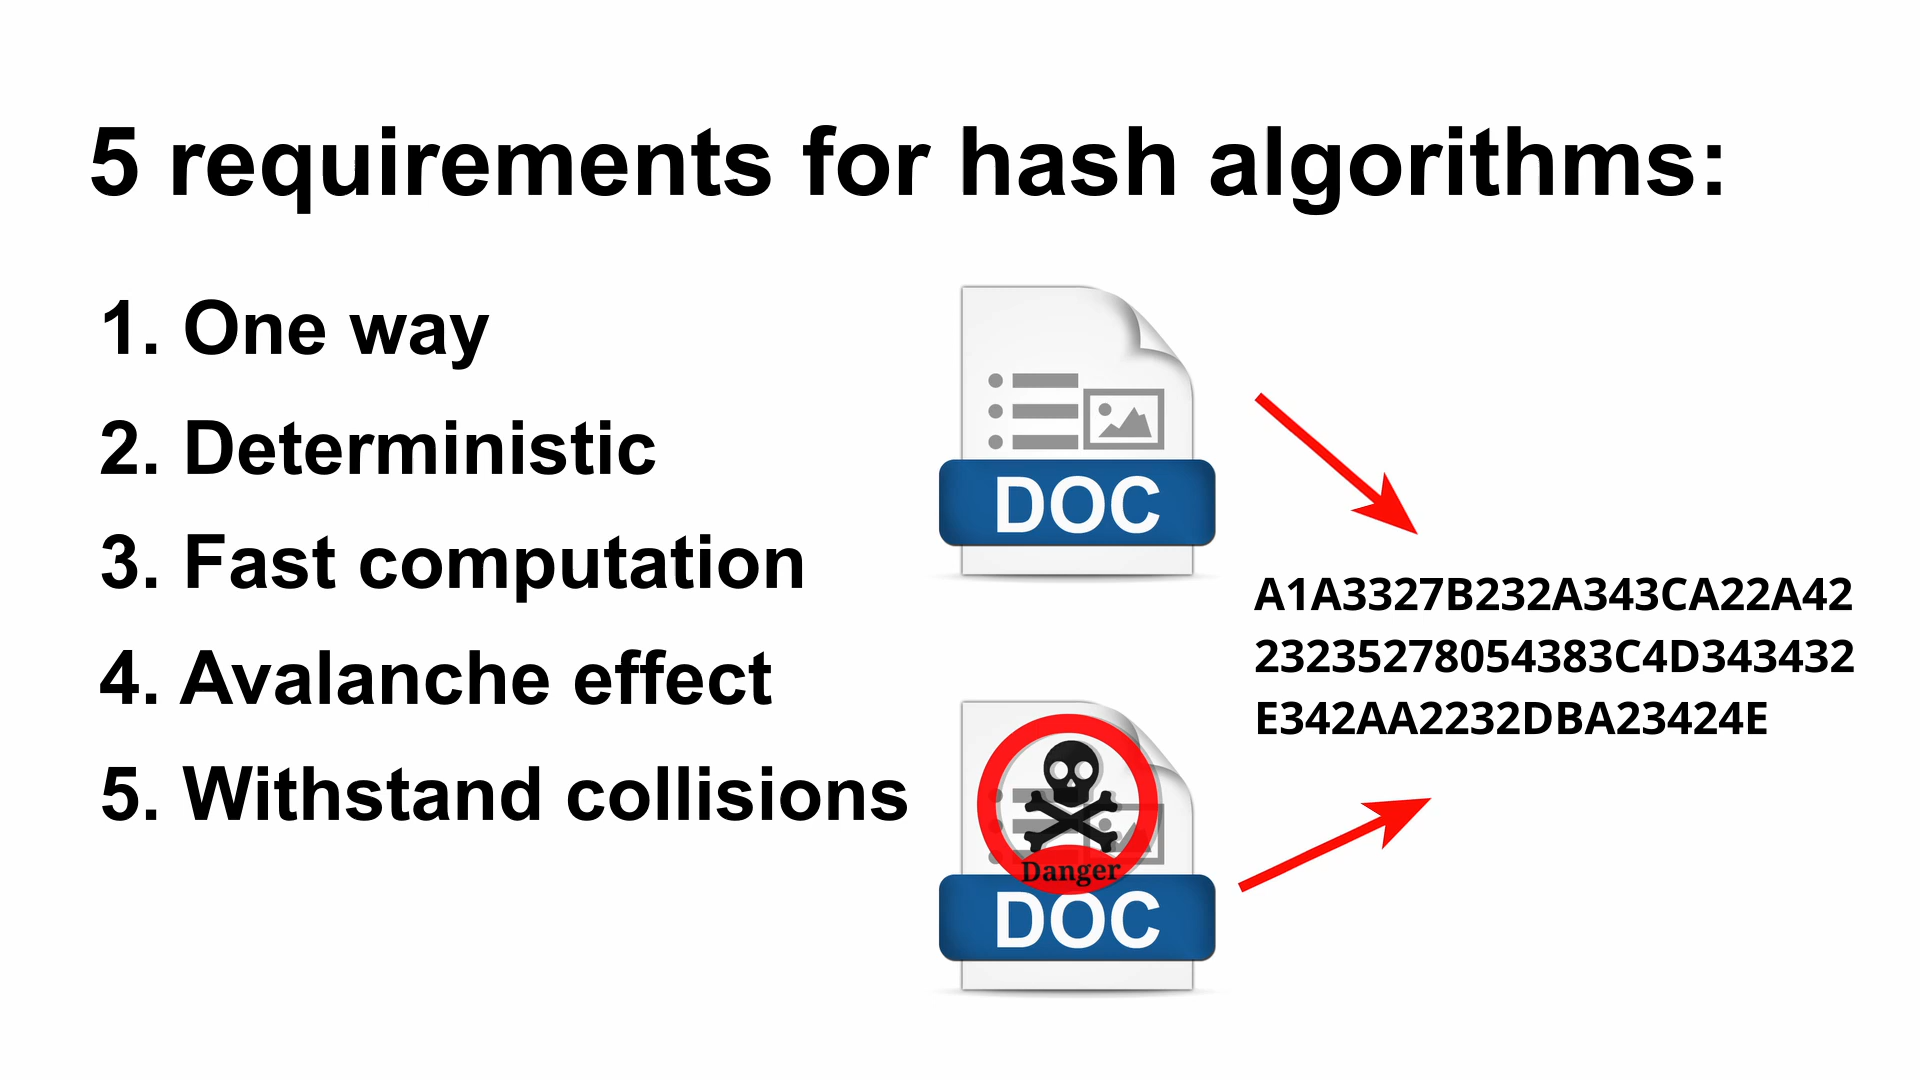 5 requirements for hash algorithms:
1. One way
2. Deterministic
3. Fast computation
4. Avalanche effect
5. Withstand collisions
DOC
A1A3327B232A343CA22A42
23235278054383C4D343432
E342AA2232DBA23424E
Danger
DOC